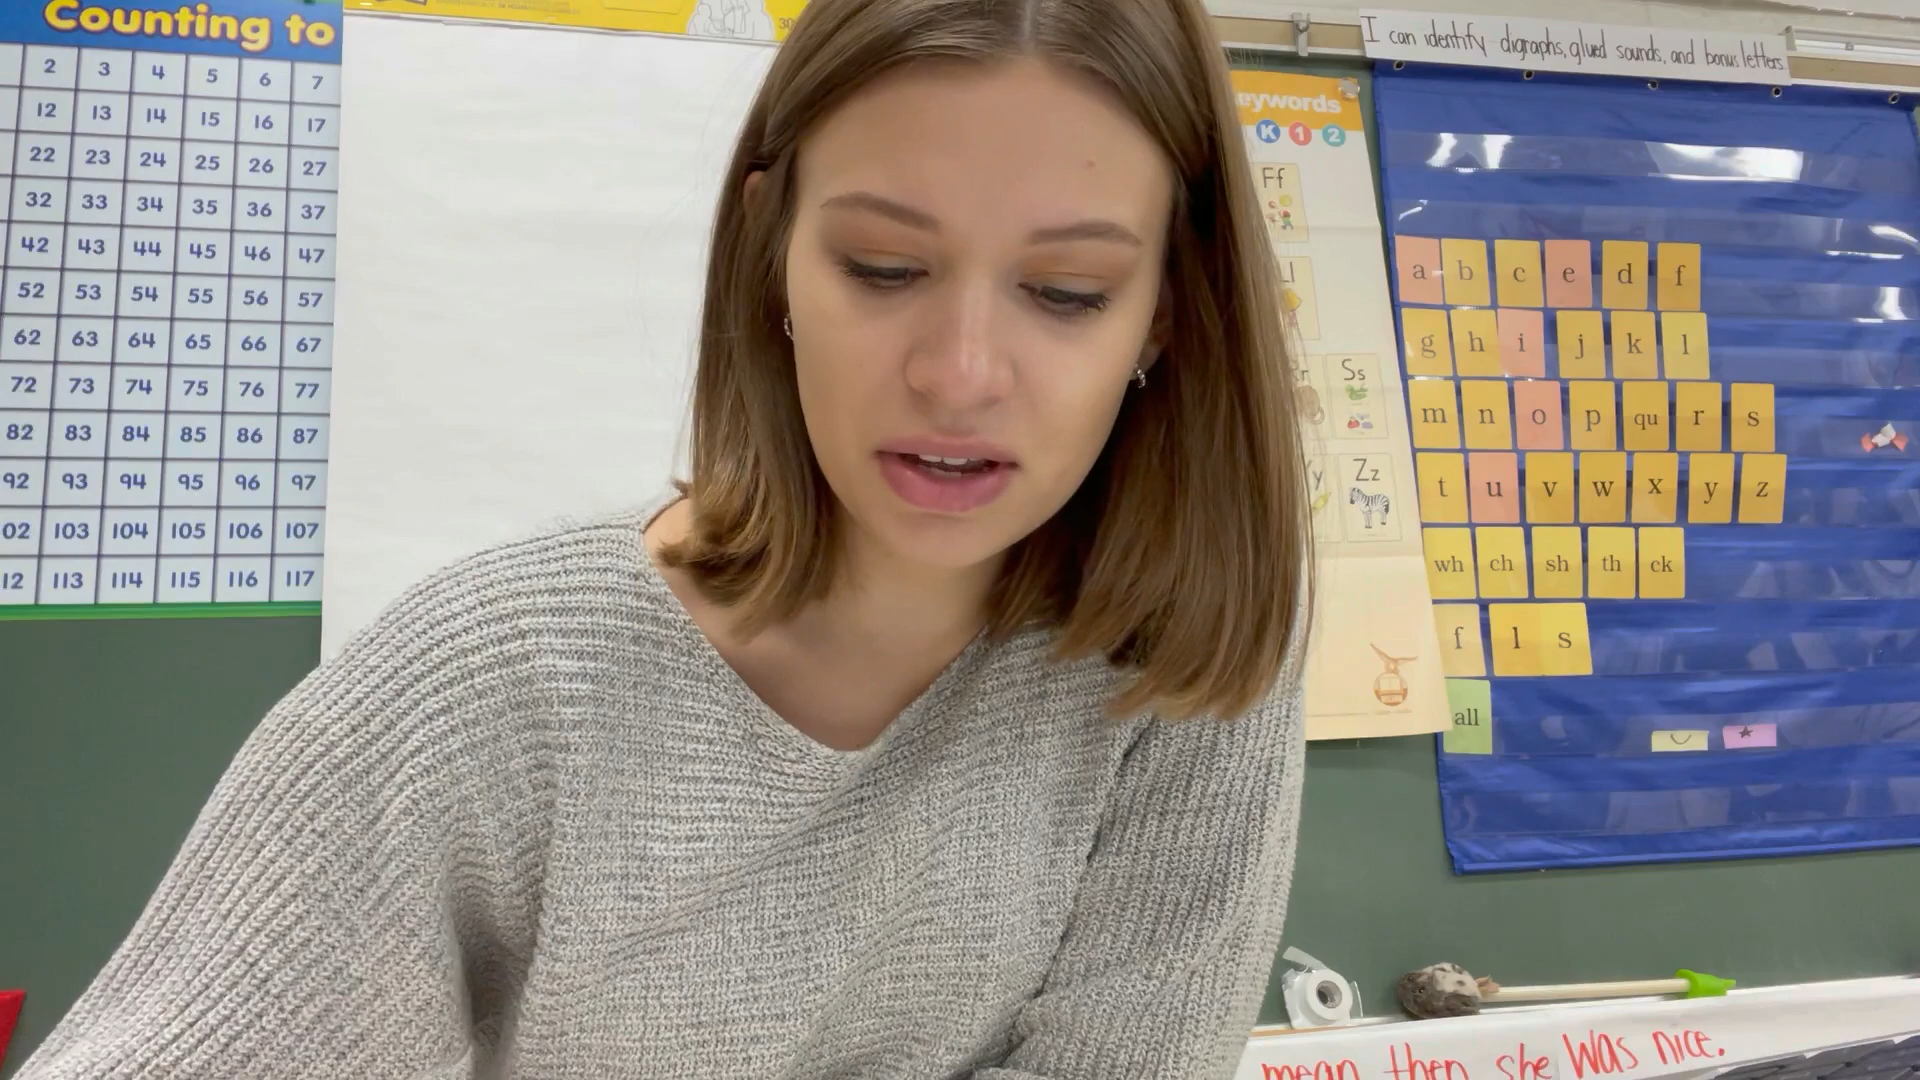 Counting to
2 3 4 5 6 7
12 13 14 15 16 17
22 23 24 25 26 27
32 33 34 35 36 37
42 43 44 45 46 47
52 53 54 55 56 57
62 63 64 65 66 67
72 73 74 75 76 77
82 83 84 85 86 87
92 93 94 95 96 97
02 103 104 105 106 107
12 113 114 115 116 117
eywords
K 1 2
Ff
Ll
Rr Ss
Yy Zz
I can identify digraphs, glued sounds, and bonus letters
a b c e d f
g h i j k l
m n o p qu r s
t u v w x y z
wh ch sh th ck
f l s
all
mean then she was nice.